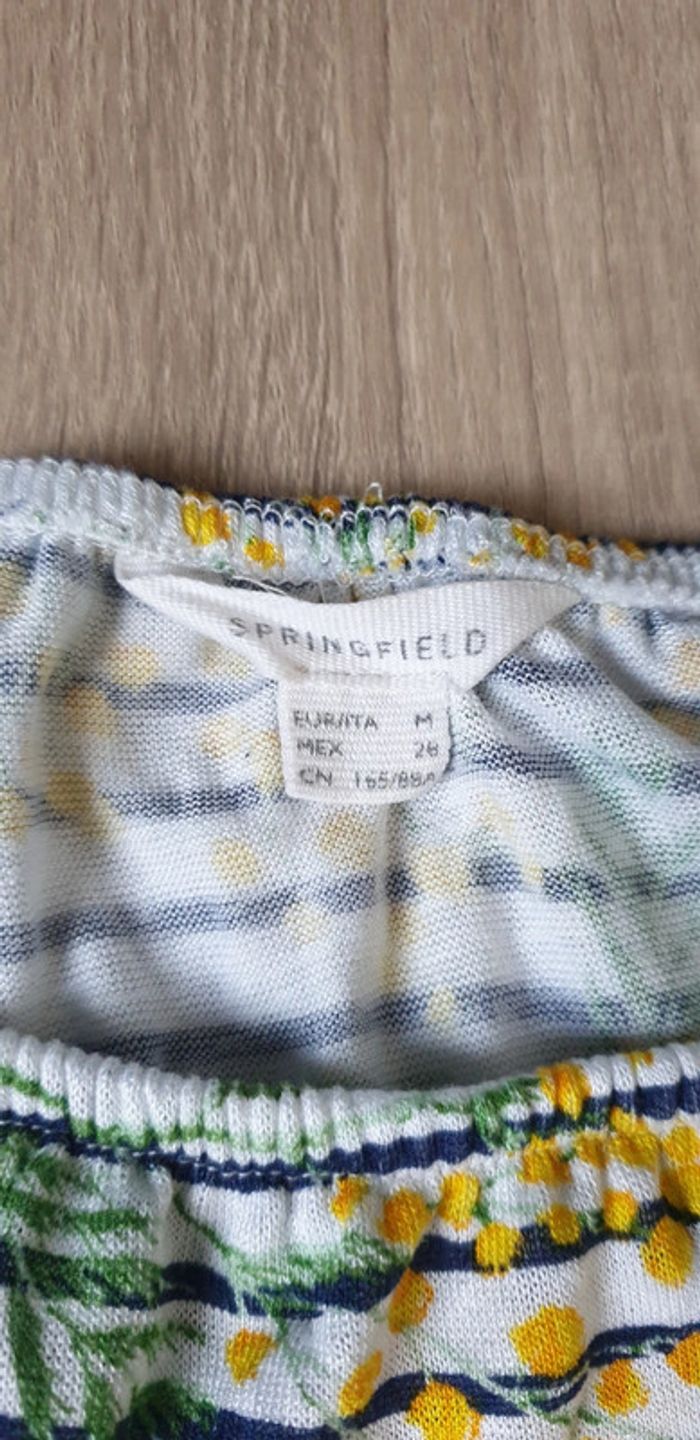 SPRINGFIELD
EUR/ITA M
MEX 28
CN 165/88A